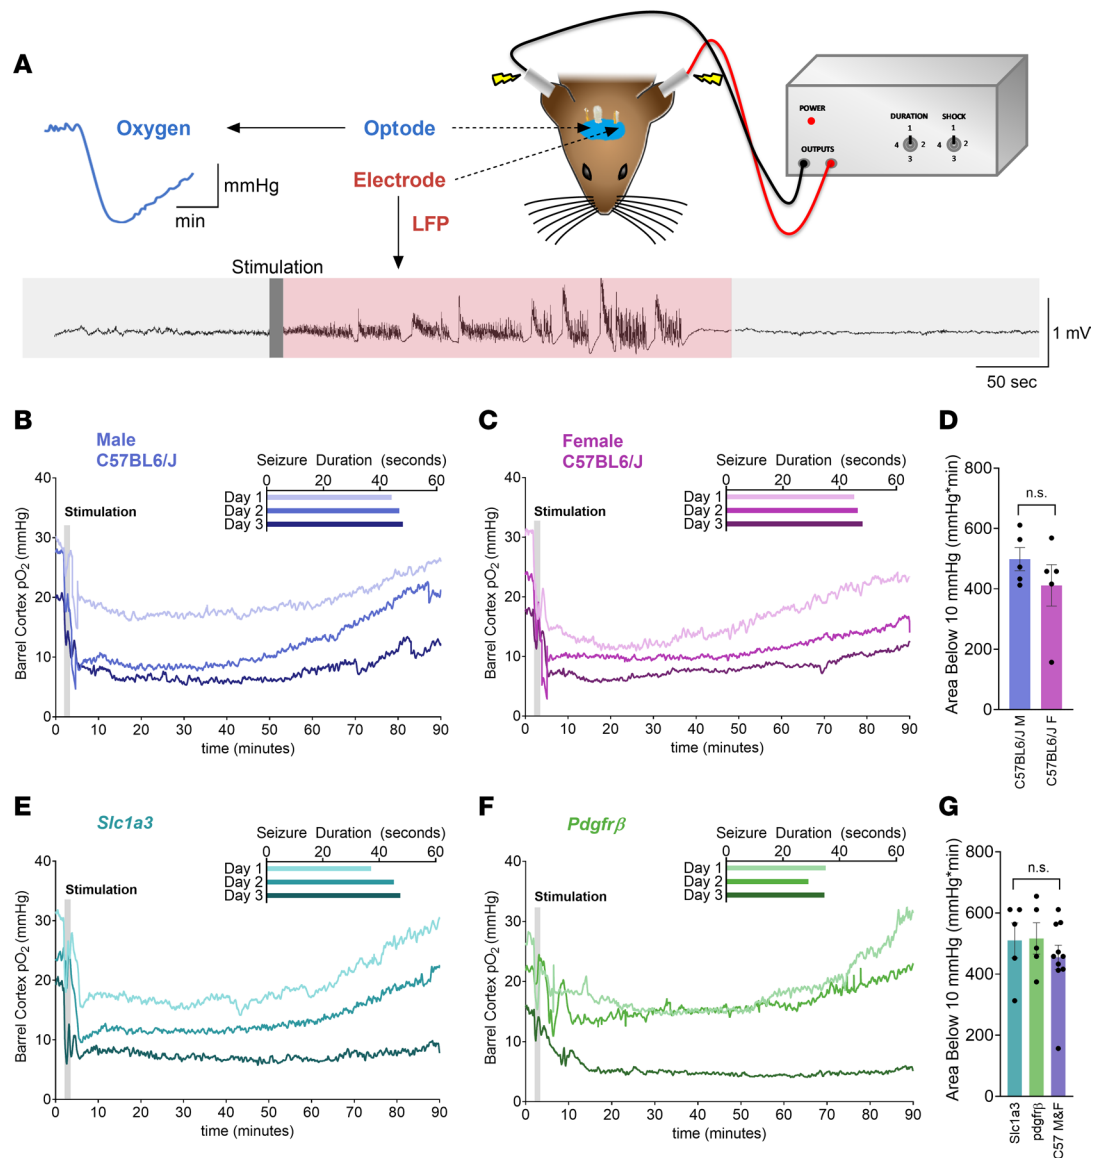 A
Oxygen
Optode
Electrode
LFP
mmHg
min
POWER
OUTPUTS
DURATION
SHOCK
1
4 2
3
1
4 2
3
Stimulation
1 mV
50 sec
B
Male
C57BL6/J
Seizure Duration (seconds)
0 20 40 60
Day 1
Day 2
Day 3
Stimulation
Barrel Cortex pO2 (mmHg)
40
30
20
10
0
0 10 20 30 40 50 60 70 80 90
time (minutes)
C
Female
C57BL6/J
Seizure Duration (seconds)
0 20 40 60
Day 1
Day 2
Day 3
Stimulation
Barrel Cortex pO2 (mmHg)
40
30
20
10
0
0 10 20 30 40 50 60 70 80 90
time (minutes)
D
Area Below 10 mmHg (mmHg*min)
800
600
400
200
0
n.s.
C57BL6/J M
C57BL6/J F
E
Slc1a3
Seizure Duration (seconds)
0 20 40 60
Day 1
Day 2
Day 3
Stimulation
Barrel Cortex pO2 (mmHg)
40
30
20
10
0
0 10 20 30 40 50 60 70 80 90
time (minutes)
F
Pdgfrβ
Seizure Duration (seconds)
0 20 40 60
Day 1
Day 2
Day 3
Stimulation
Barrel Cortex pO2 (mmHg)
40
30
20
10
0
0 10 20 30 40 50 60 70 80 90
time (minutes)
G
Area Below 10 mmHg (mmHg*min)
800
600
400
200
0
n.s.
Slc1a3
pdgfrβ
C57 M&F